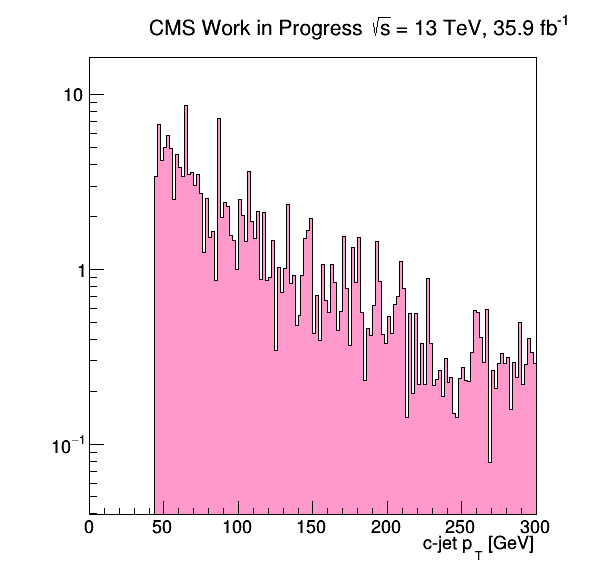 CMS Work in Progress √s = 13 TeV, 35.9 fb⁻¹
10
1
10⁻¹
0 50 100 150 200 250 300
c-jet p_T [GeV]